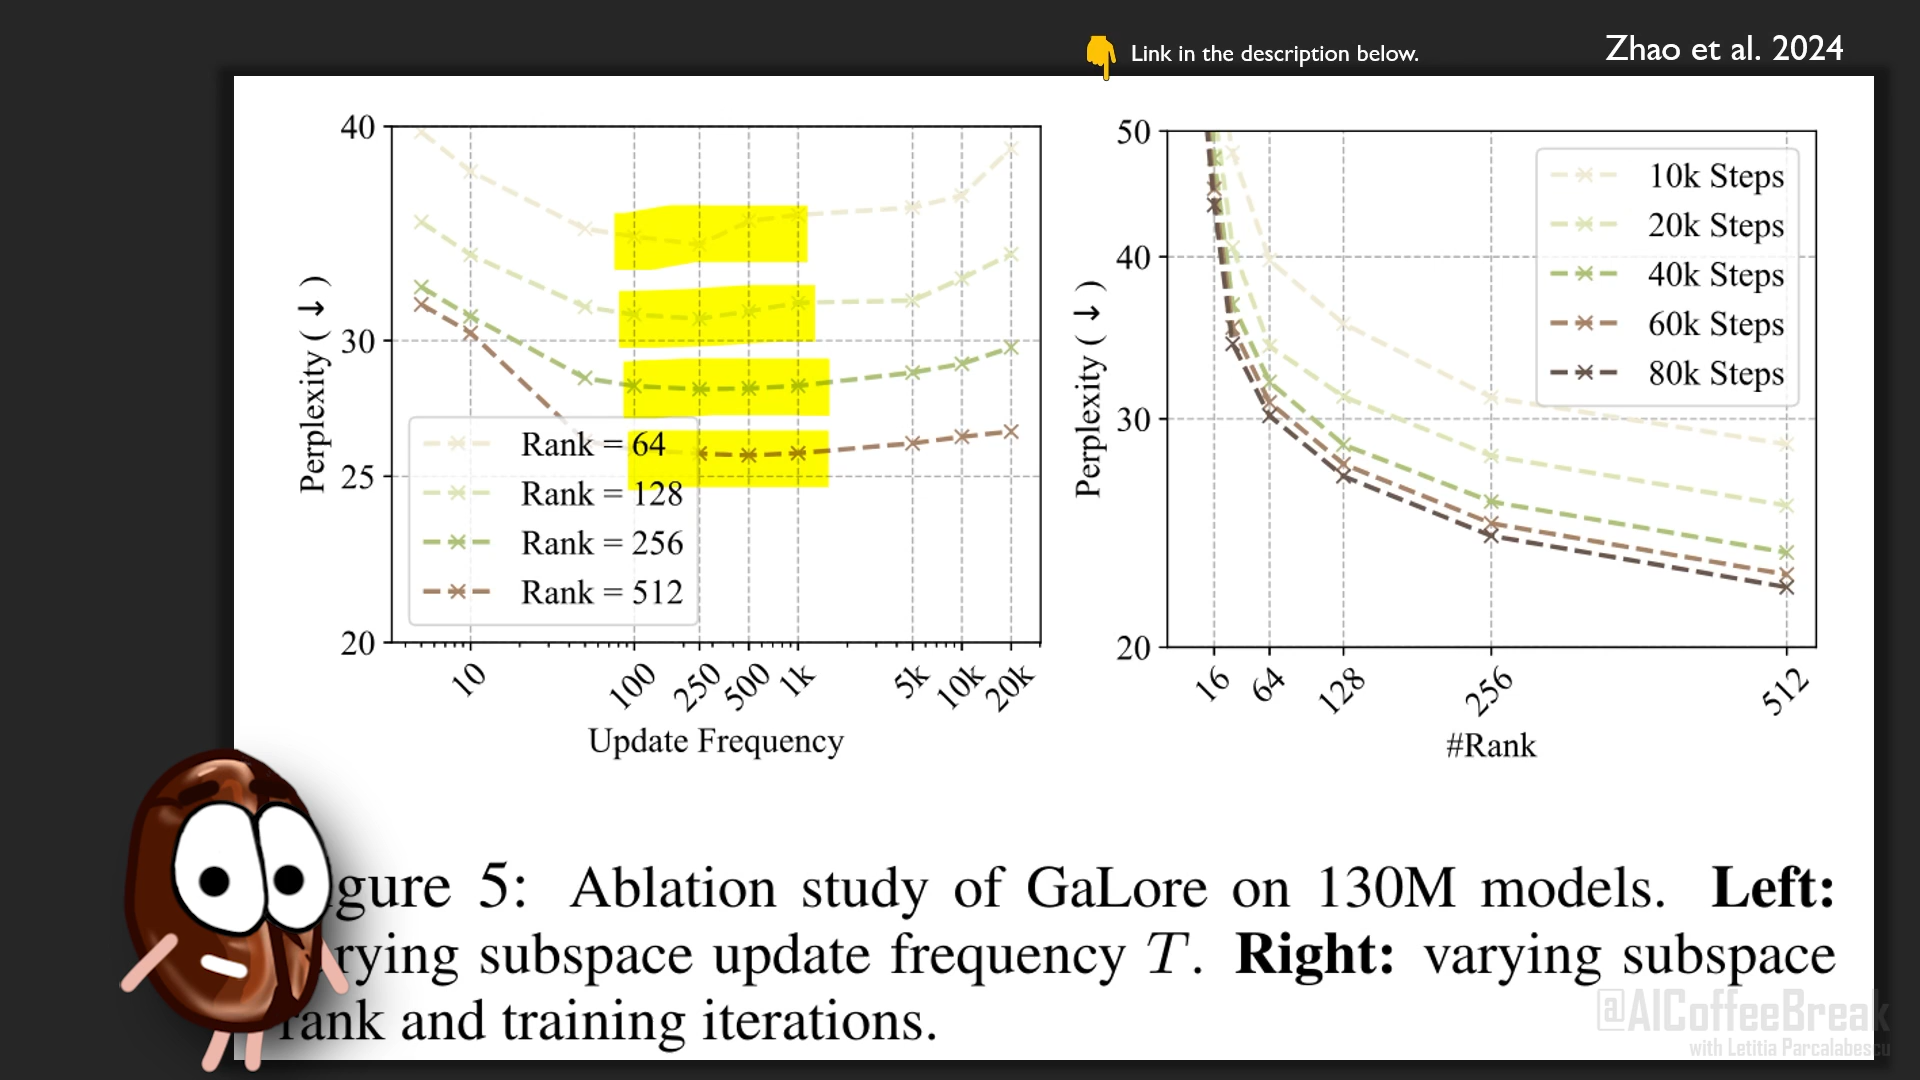 Link in the description below.
Zhao et al. 2024
40
30
25
20
Perplexity ( ↓ )
Rank = 64
Rank = 128
Rank = 256
Rank = 512
10
100
250
500
1k
5k
10k
20k
Update Frequency
50
40
30
20
Perplexity ( ↓ )
10k Steps
20k Steps
40k Steps
60k Steps
80k Steps
16
64
128
256
512
#Rank
gure 5: Ablation study of GaLore on 130M models. Left:
rying subspace update frequency T. Right: varying subspace
rank and training iterations.
@AICoffeeBreak
with Letitia Parcalabescu